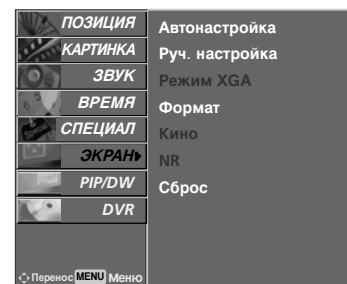 ПОЗИЦИЯ
КАРТИНКА
ЗВУК
ВРЕМЯ
СПЕЦИАЛ
ЭКРАН
PIP/DW
DVR
Перенос MENU Меню
Автонастройка
Руч. настройка
Режим XGA
Формат
Кино
NR
Сброс